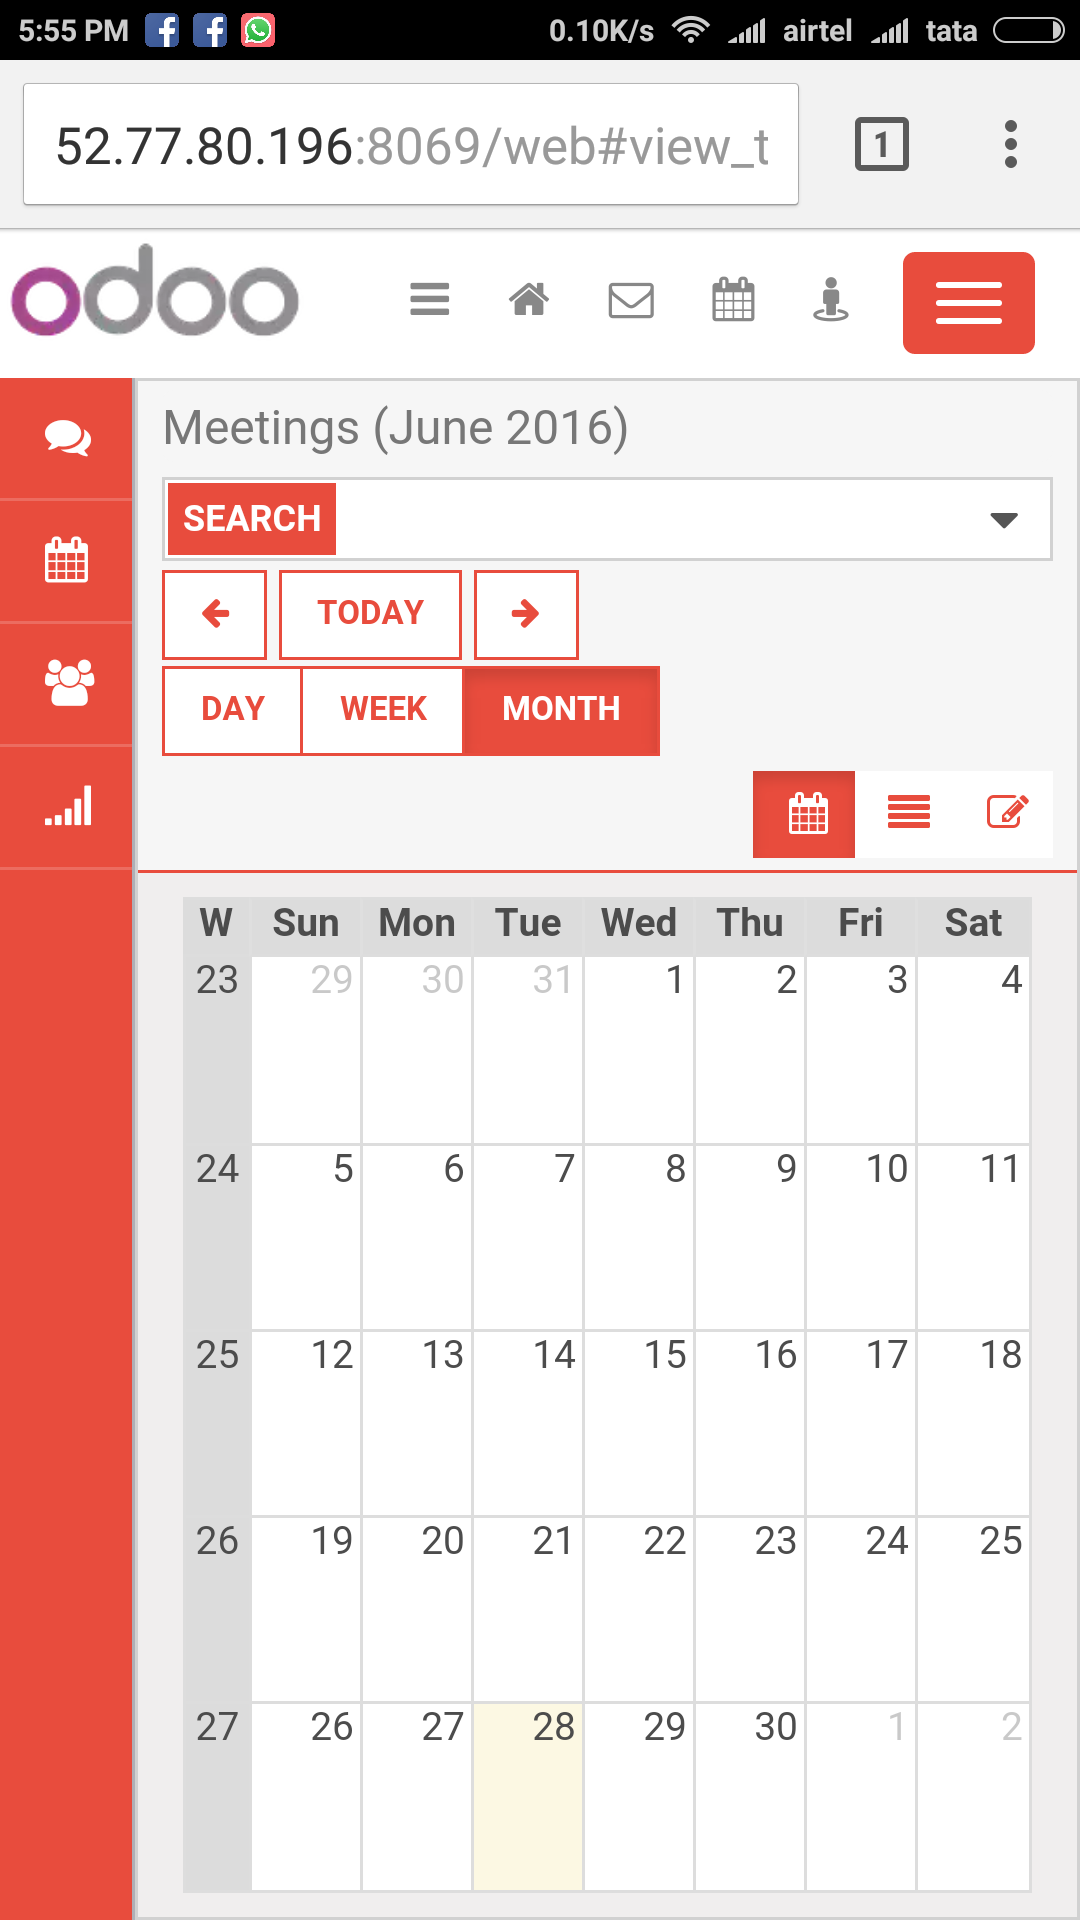 5:55 PM 0.10K/s airtel tata
52.77.80.196:8069/web#view_t 1
odoo
Meetings (June 2016)
SEARCH
TODAY
DAY WEEK MONTH
W Sun Mon Tue Wed Thu Fri Sat
23 29 30 31 1 2 3 4
24 5 6 7 8 9 10 11
25 12 13 14 15 16 17 18
26 19 20 21 22 23 24 25
27 26 27 28 29 30 1 2